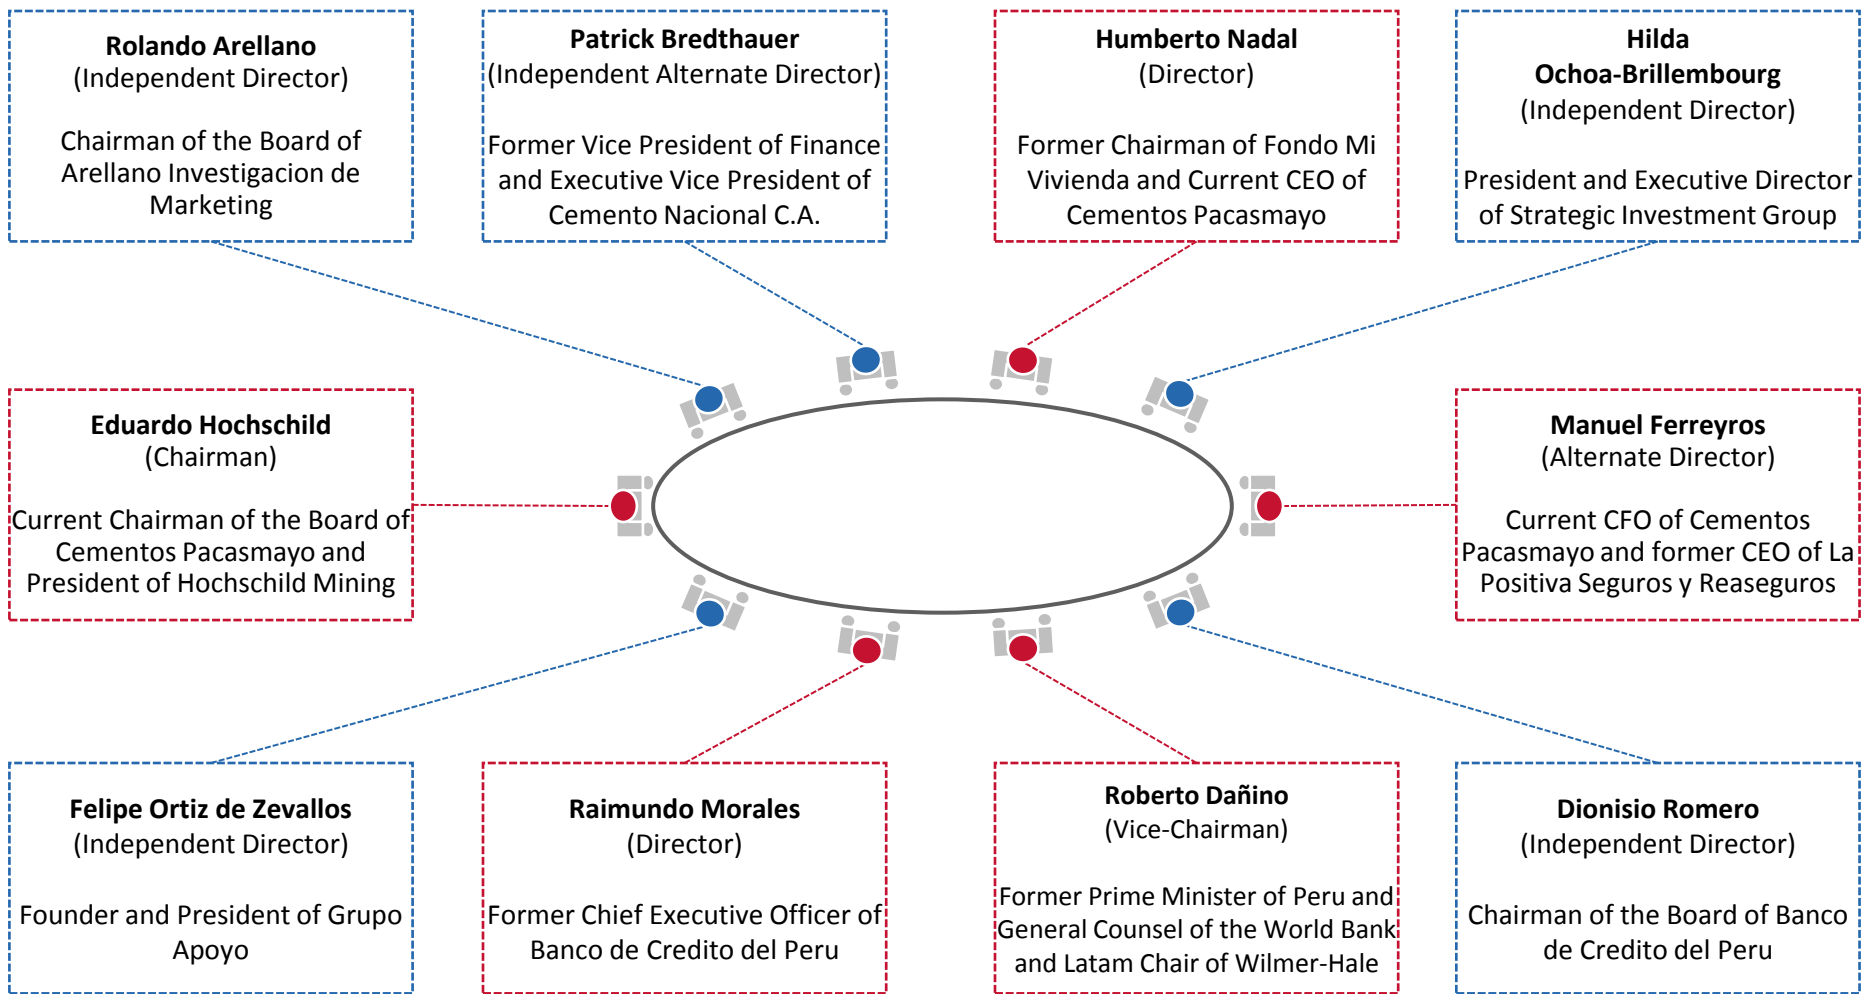 Rolando Arellano
(Independent Director)
Chairman of the Board of
Arellano Investigacion de
Marketing
Patrick Bredthauer
(Independent Alternate Director)
Former Vice President of Finance
and Executive Vice President of
Cemento Nacional C.A.
Humberto Nadal
(Director)
Former Chairman of Fondo Mi
Vivienda and Current CEO of
Cementos Pacasmayo
Hilda
Ochoa-Brillembourg
(Independent Director)
President and Executive Director
of Strategic Investment Group
Eduardo Hochschild
(Chairman)
Current Chairman of the Board of
Cementos Pacasmayo and
President of Hochschild Mining
Manuel Ferreyros
(Alternate Director)
Current CFO of Cementos
Pacasmayo and former CEO of La
Positiva Seguros y Reaseguros
Felipe Ortiz de Zevallos
(Independent Director)
Founder and President of Grupo
Apoyo
Raimundo Morales
(Director)
Former Chief Executive Officer of
Banco de Credito del Peru
Roberto Dañino
(Vice-Chairman)
Former Prime Minister of Peru and
General Counsel of the World Bank
and Latam Chair of Wilmer-Hale
Dionisio Romero
(Independent Director)
Chairman of the Board of Banco
de Credito del Peru